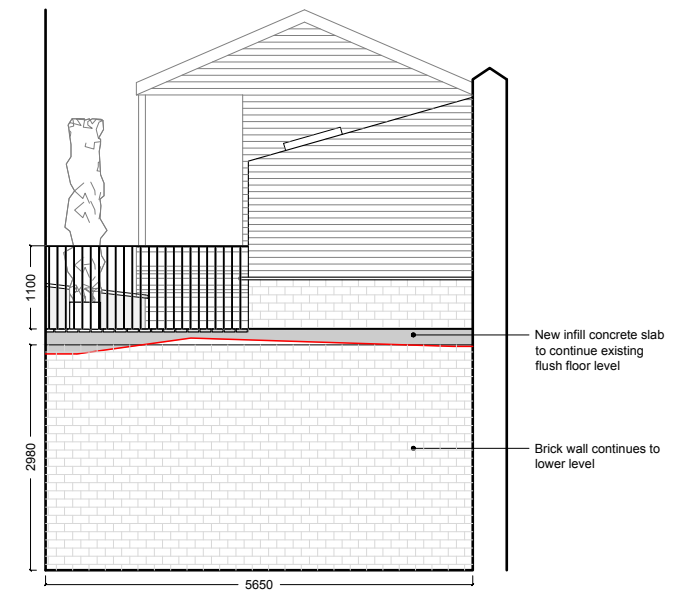 1100
New infill concrete slab
to continue existing
flush floor level
2980
Brick wall continues to
lower level
5650